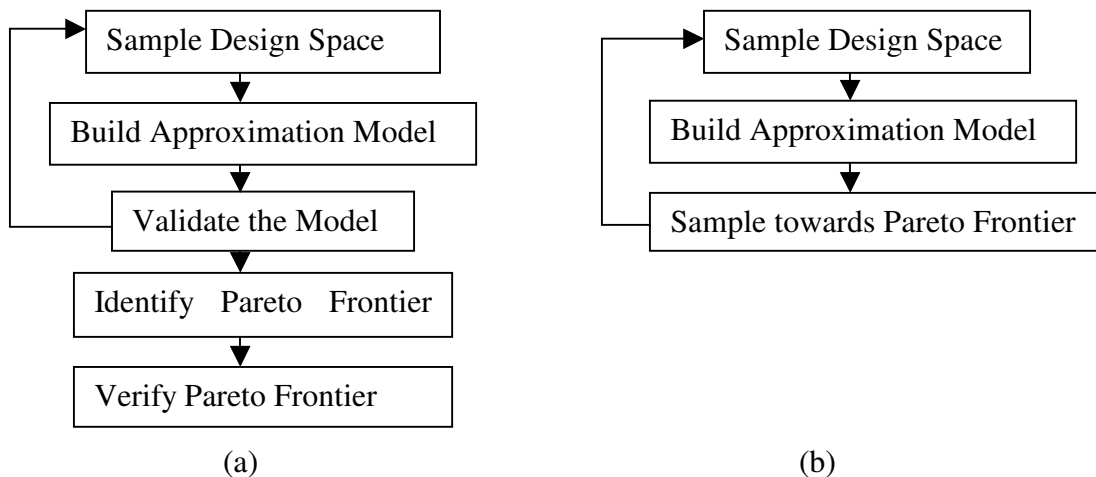 Sample Design Space
Build Approximation Model
Validate the Model
Identify Pareto Frontier
Verify Pareto Frontier
(a)
Sample Design Space
Build Approximation Model
Sample towards Pareto Frontier
(b)